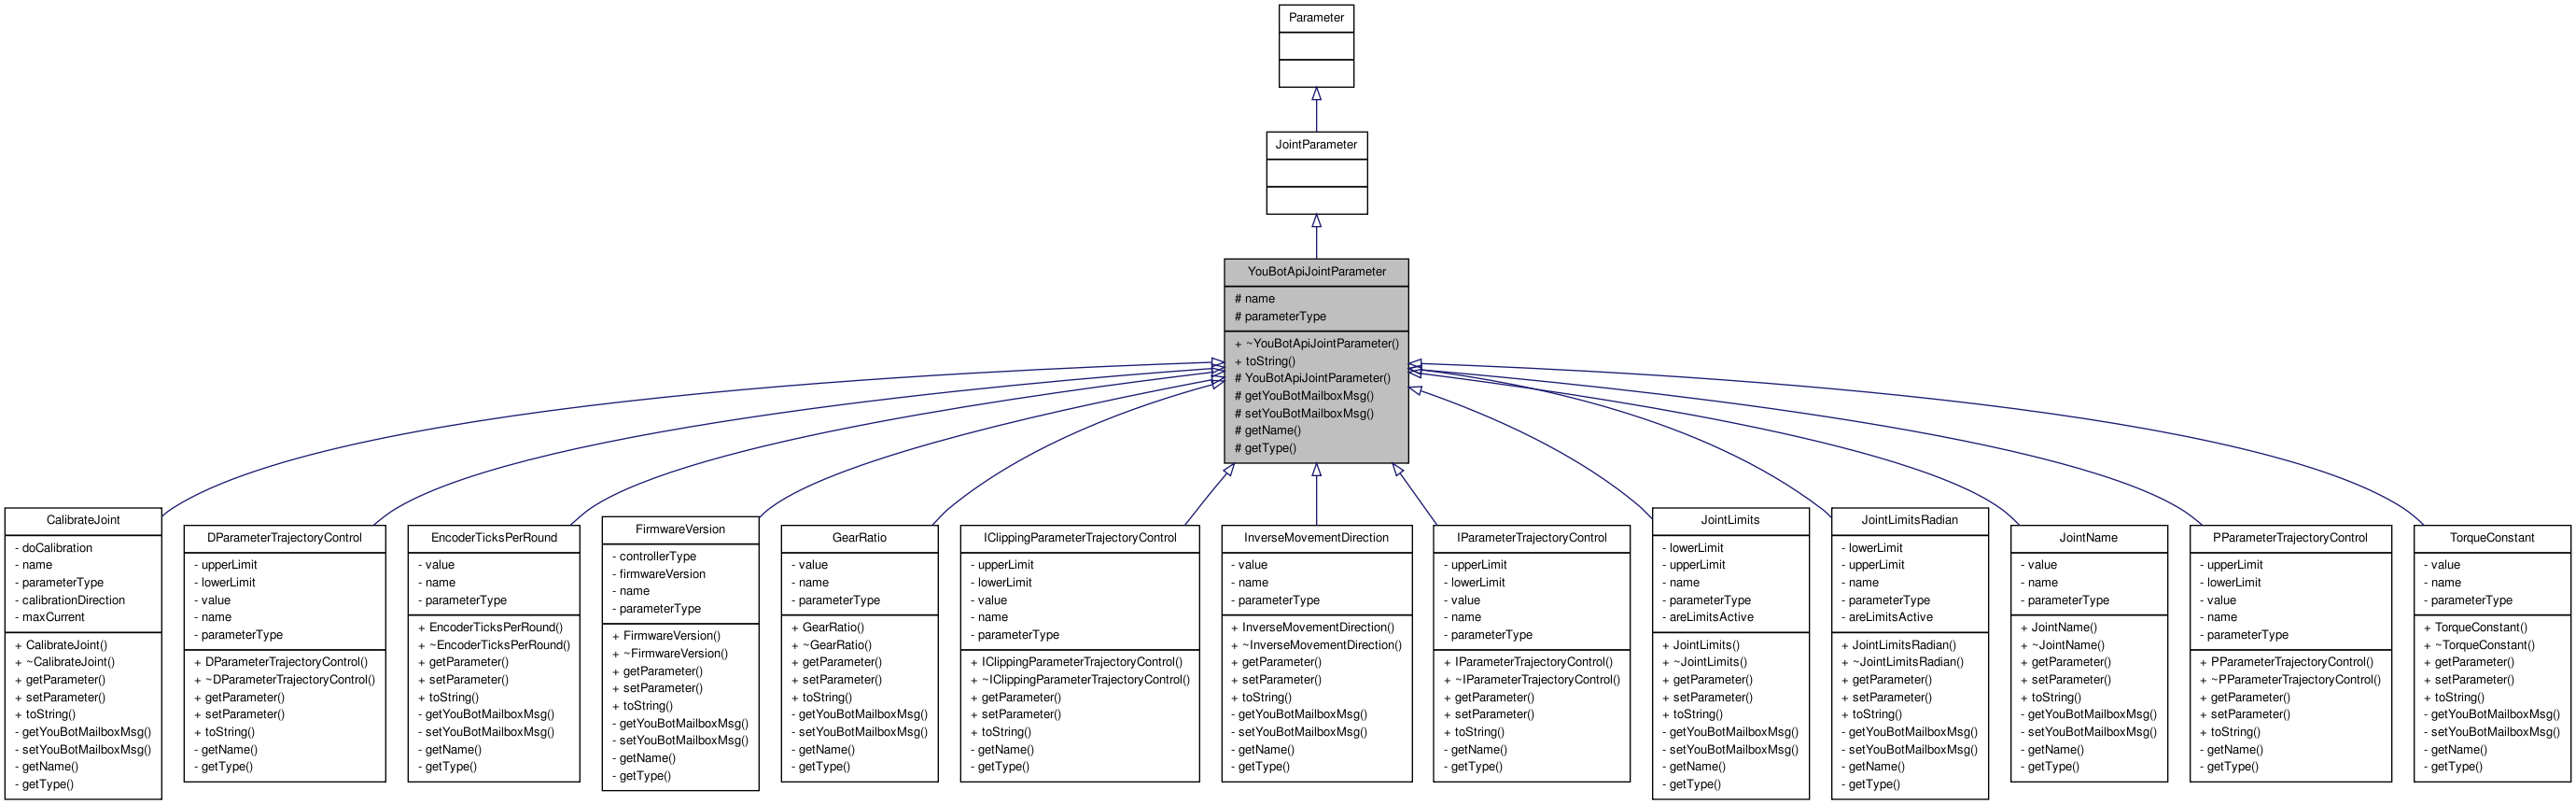 Parameter
JointParameter
YouBotApiJointParameter
# name
# parameterType
+ ~YouBotApiJointParameter()
+ toString()
# YouBotApiJointParameter()
# getYouBotMailboxMsg()
# setYouBotMailboxMsg()
# getName()
# getType()
CalibrateJoint
- doCalibration
- name
- parameterType
- calibrationDirection
- maxCurrent
+ CalibrateJoint()
+ ~CalibrateJoint()
+ getParameter()
+ setParameter()
+ toString()
- getYouBotMailboxMsg()
- setYouBotMailboxMsg()
- getName()
- getType()
DParameterTrajectoryControl
- upperLimit
- lowerLimit
- value
- name
- parameterType
+ DParameterTrajectoryControl()
+ ~DParameterTrajectoryControl()
+ getParameter()
+ setParameter()
+ toString()
- getName()
- getType()
EncoderTicksPerRound
- value
- name
- parameterType
+ EncoderTicksPerRound()
+ ~EncoderTicksPerRound()
+ getParameter()
+ setParameter()
+ toString()
- getYouBotMailboxMsg()
- setYouBotMailboxMsg()
- getName()
- getType()
FirmwareVersion
- controllerType
- firmwareVersion
- name
- parameterType
+ FirmwareVersion()
+ ~FirmwareVersion()
+ getParameter()
+ setParameter()
+ toString()
- getYouBotMailboxMsg()
- setYouBotMailboxMsg()
- getName()
- getType()
GearRatio
- value
- name
- parameterType
+ GearRatio()
+ ~GearRatio()
+ getParameter()
+ setParameter()
+ toString()
- getYouBotMailboxMsg()
- setYouBotMailboxMsg()
- getName()
- getType()
IClippingParameterTrajectoryControl
- upperLimit
- lowerLimit
- value
- name
- parameterType
+ IClippingParameterTrajectoryControl()
+ ~IClippingParameterTrajectoryControl()
+ getParameter()
+ setParameter()
+ toString()
- getName()
- getType()
InverseMovementDirection
- value
- name
- parameterType
+ InverseMovementDirection()
+ ~InverseMovementDirection()
+ getParameter()
+ setParameter()
+ toString()
- getYouBotMailboxMsg()
- setYouBotMailboxMsg()
- getName()
- getType()
IParameterTrajectoryControl
- upperLimit
- lowerLimit
- value
- name
- parameterType
+ IParameterTrajectoryControl()
+ ~IParameterTrajectoryControl()
+ getParameter()
+ setParameter()
+ toString()
- getName()
- getType()
JointLimits
- lowerLimit
- upperLimit
- name
- parameterType
- areLimitsActive
+ JointLimits()
+ ~JointLimits()
+ getParameter()
+ setParameter()
+ toString()
- getYouBotMailboxMsg()
- setYouBotMailboxMsg()
- getName()
- getType()
JointLimitsRadian
- lowerLimit
- upperLimit
- name
- parameterType
- areLimitsActive
+ JointLimitsRadian()
+ ~JointLimitsRadian()
+ getParameter()
+ setParameter()
+ toString()
- getYouBotMailboxMsg()
- setYouBotMailboxMsg()
- getName()
- getType()
JointName
- value
- name
- parameterType
+ JointName()
+ ~JointName()
+ getParameter()
+ setParameter()
+ toString()
- getYouBotMailboxMsg()
- setYouBotMailboxMsg()
- getName()
- getType()
PParameterTrajectoryControl
- upperLimit
- lowerLimit
- value
- name
- parameterType
+ PParameterTrajectoryControl()
+ ~PParameterTrajectoryControl()
+ getParameter()
+ setParameter()
+ toString()
- getName()
- getType()
TorqueConstant
- value
- name
- parameterType
+ TorqueConstant()
+ ~TorqueConstant()
+ getParameter()
+ setParameter()
+ toString()
- getYouBotMailboxMsg()
- setYouBotMailboxMsg()
- getName()
- getType()